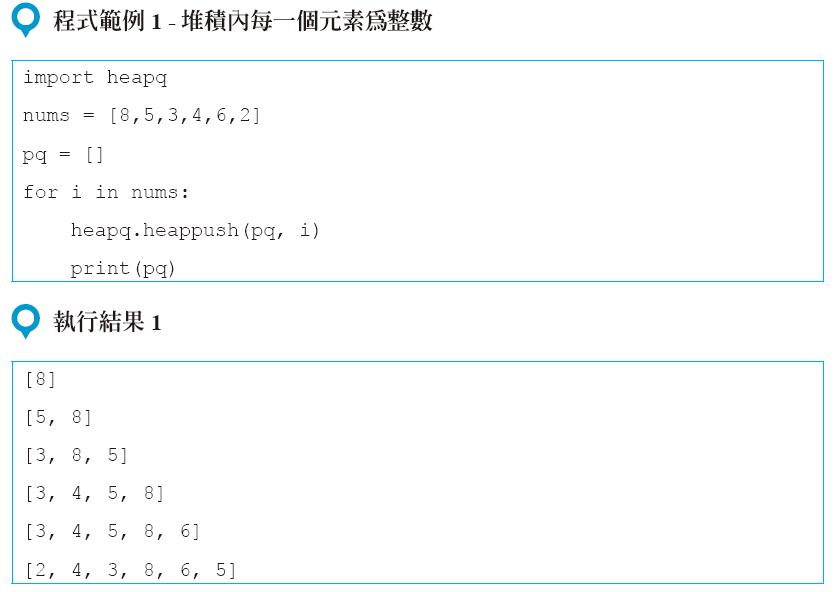 程式範例 1 - 堆積內每一個元素爲整數
import heapq
nums = [8,5,3,4,6,2]
pq = []
for i in nums:
    heapq.heappush(pq, i)
    print(pq)
執行結果 1
[8]
[5, 8]
[3, 8, 5]
[3, 4, 5, 8]
[3, 4, 5, 8, 6]
[2, 4, 3, 8, 6, 5]